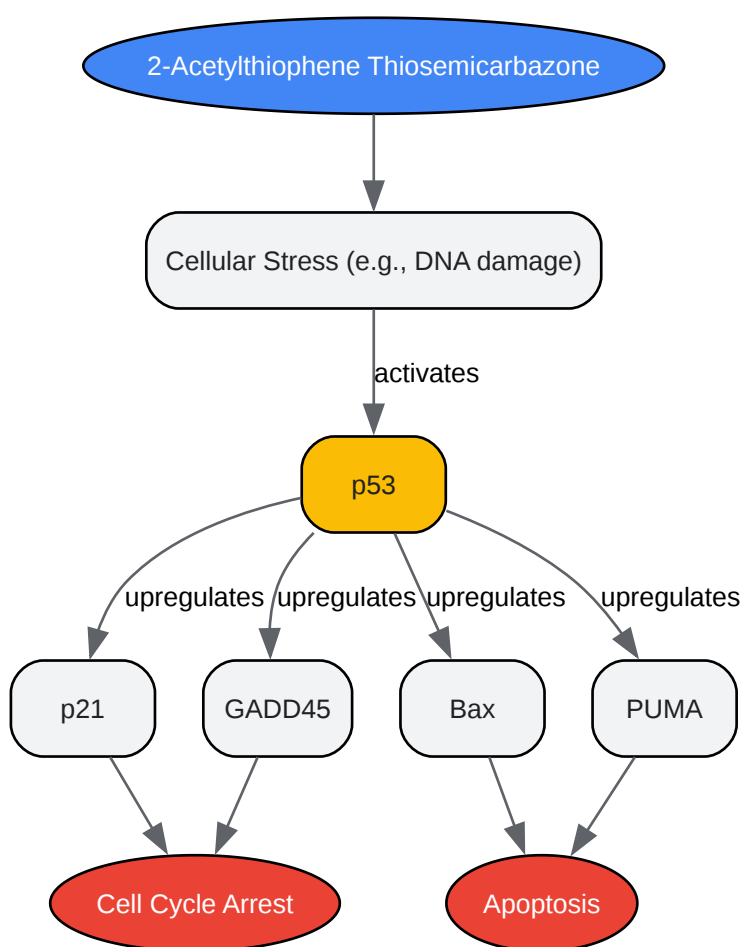 2-Acetylthiophene Thiosemicarbazone
Cellular Stress (e.g., DNA damage)
activates
p53
upregulates
upregulates
upregulates
upregulates
p21
GADD45
Bax
PUMA
Cell Cycle Arrest
Apoptosis